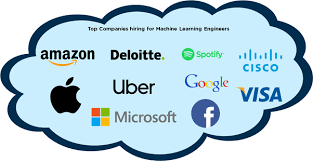 Top Companies hiring for Machine Learning Engineers
amazon Deloitte. Spotify CISCO
Uber Google VISA
Microsoft f